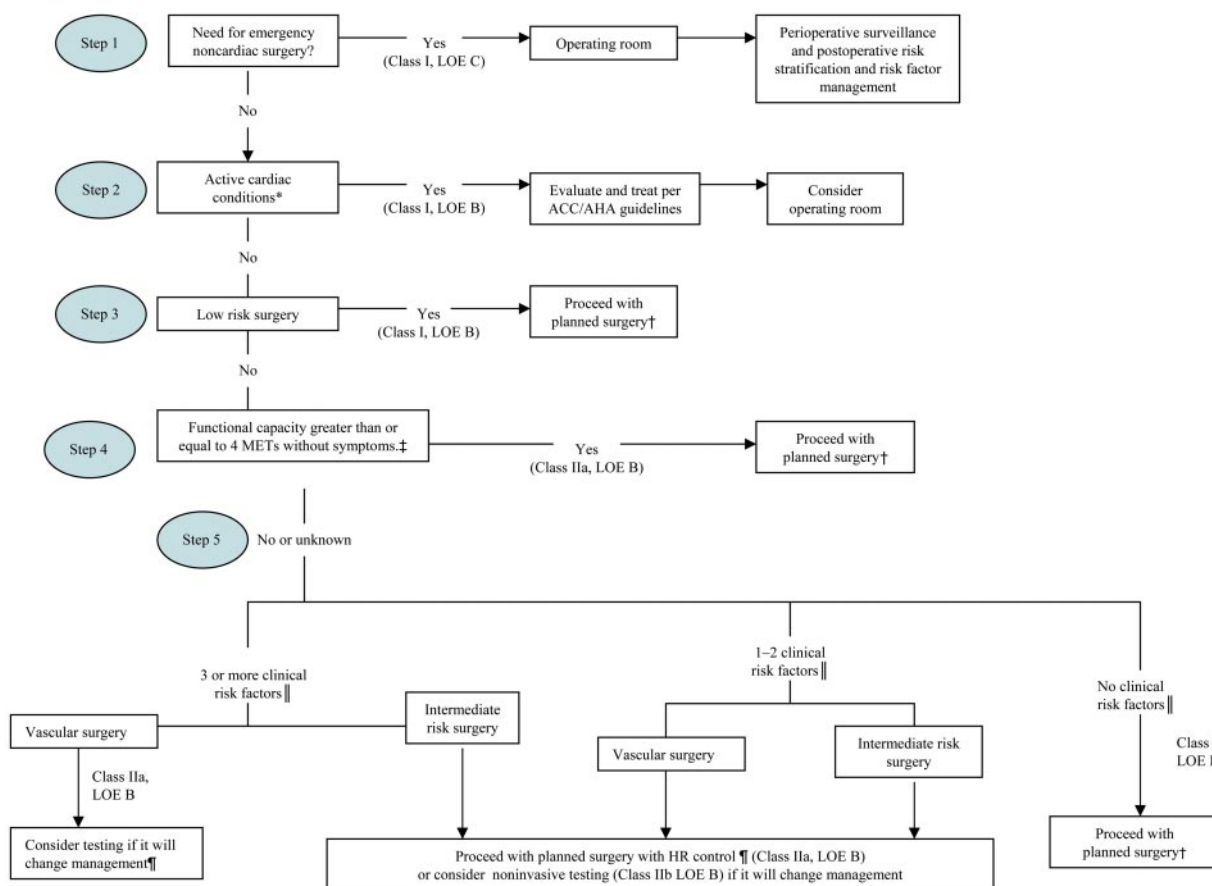 Step 1
Need for emergency
noncardiac surgery?
Yes
(Class I, LOE C)
Operating room
Perioperative surveillance
and postoperative risk
stratification and risk factor
management
No
Step 2
Active cardiac
conditions*
Yes
(Class I, LOE B)
Evaluate and treat per
ACC/AHA guidelines
Consider
operating room
No
Step 3
Low risk surgery
Yes
(Class I, LOE B)
Proceed with
planned surgery†
No
Step 4
Functional capacity greater than or
equal to 4 METs without symptoms.‡
Yes
(Class IIa, LOE B)
Proceed with
planned surgery†
Step 5
No or unknown
3 or more clinical
risk factors‖
Vascular surgery
Class IIa,
LOE B
Consider testing if it will
change management¶
Intermediate
risk surgery
1–2 clinical
risk factors‖
Vascular surgery
Intermediate risk
surgery
Proceed with planned surgery with HR control ¶ (Class IIa, LOE B)
or consider noninvasive testing (Class IIb LOE B) if it will change management
No clinical
risk factors‖
Class
LOE
Proceed with
planned surgery†